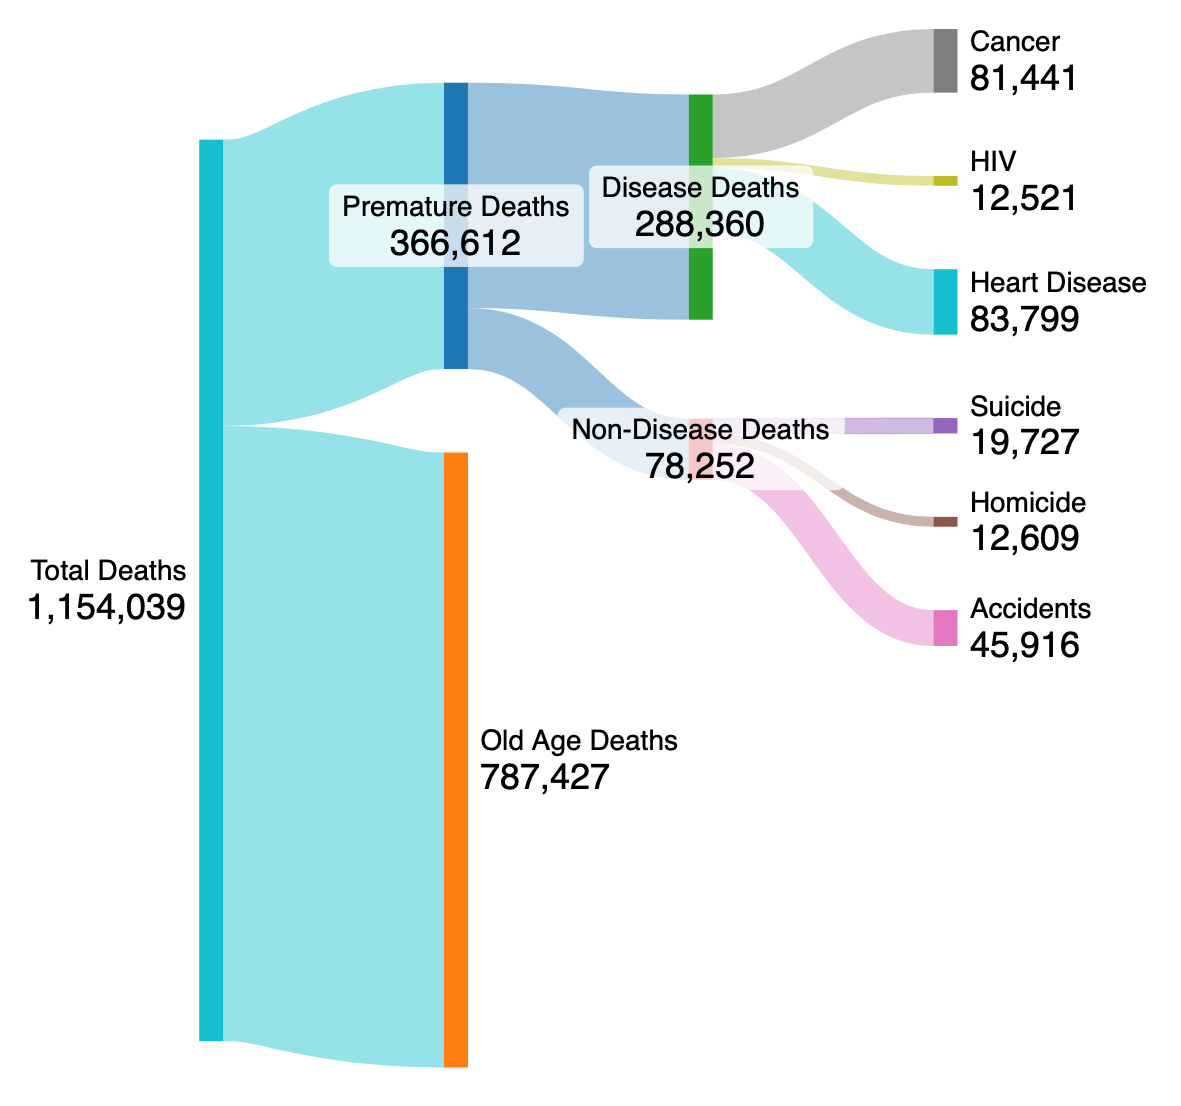 Cancer
81,441
HIV
12,521
Premature Deaths
366,612
Disease Deaths
288,360
Heart Disease
83,799
Non-Disease Deaths
78,252
Suicide
19,727
Homicide
12,609
Total Deaths
1,154,039
Accidents
45,916
Old Age Deaths
787,427